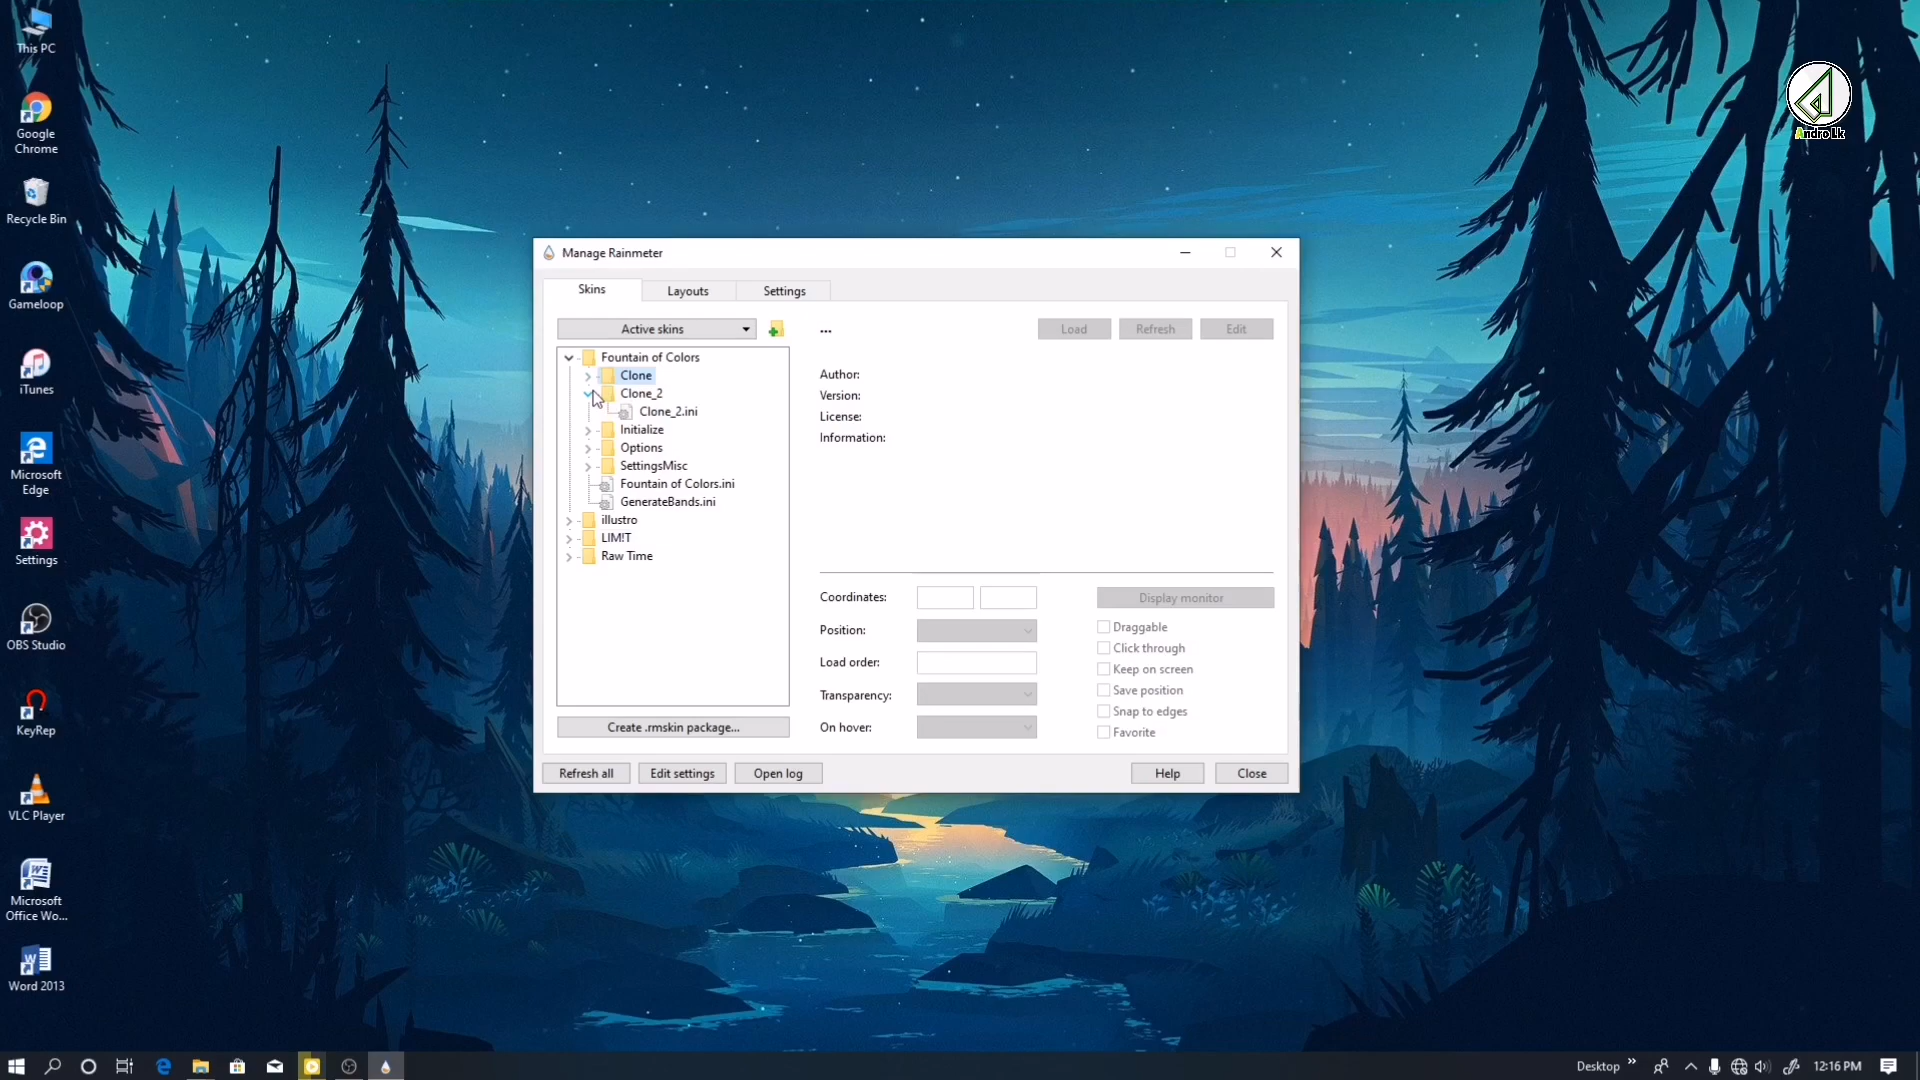 This PC
Google
Chrome
Recycle Bin
Gameloop
iTunes
Microsoft
Edge
Settings
OBS Studio
KeyRep
VLC Player
Microsoft
Office Wo...
Word 2013
Andro Lk
Manage Rainmeter
Skins
Layouts
Settings
Active skins
...
Load
Refresh
Edit
Fountain of Colors
Clone
Clone_2
Clone_2.ini
Initialize
Options
SettingsMisc
Fountain of Colors.ini
GenerateBands.ini
illustro
LIM!T
Raw Time
Author:
Version:
License:
Information:
Coordinates:
Display monitor
Position:
Load order:
Transparency:
On hover:
Draggable
Click through
Keep on screen
Save position
Snap to edges
Favorite
Create .rmskin package...
Refresh all
Edit settings
Open log
Help
Close
Desktop
12:16 PM